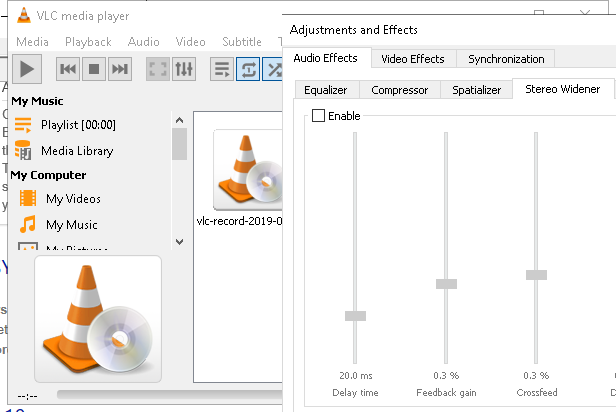 VLC media player
Media Playback Audio Video Subtitle
My Music
Playlist [00:00]
Media Library
My Computer
My Videos
My Music
My Pictures
vlc-record-2019-0
--:--
Adjustments and Effects
Audio Effects Video Effects Synchronization
Equalizer Compressor Spatializer Stereo Widener
Enable
20.0 ms 0.3 % 0.3 %
Delay time Feedback gain Crossfeed